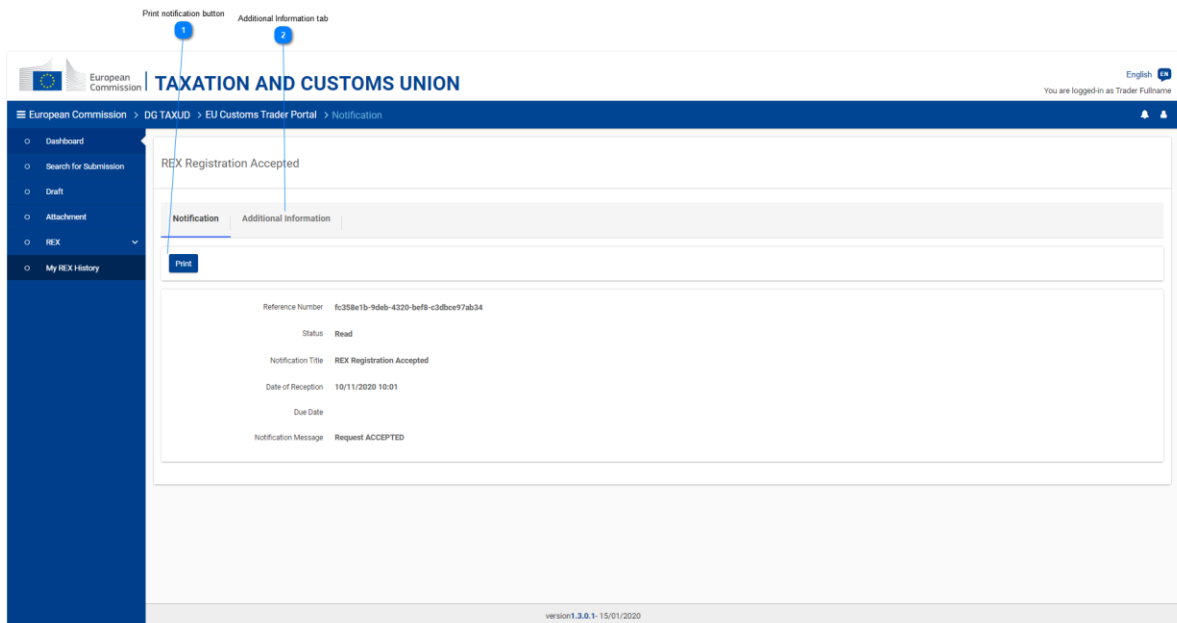 Print notification button
Additional Information tab
1
2
European
Commission
TAXATION AND CUSTOMS UNION
English EN
You are logged-in as Trader Fullname
European Commission > DG TAXUD > EU Customs Trader Portal > Notification
Dashboard
Search for Submission
Draft
Attachment
REX
My REX History
REX Registration Accepted
Notification
Additional Information
Print
Reference Number fc358e1b-9deb-4320-bef8-c3dbce97ab34
Status Read
Notification Title REX Registration Accepted
Date of Reception 10/11/2020 10:01
Due Date
Notification Message Request ACCEPTED
version1.3.0.1- 15/01/2020